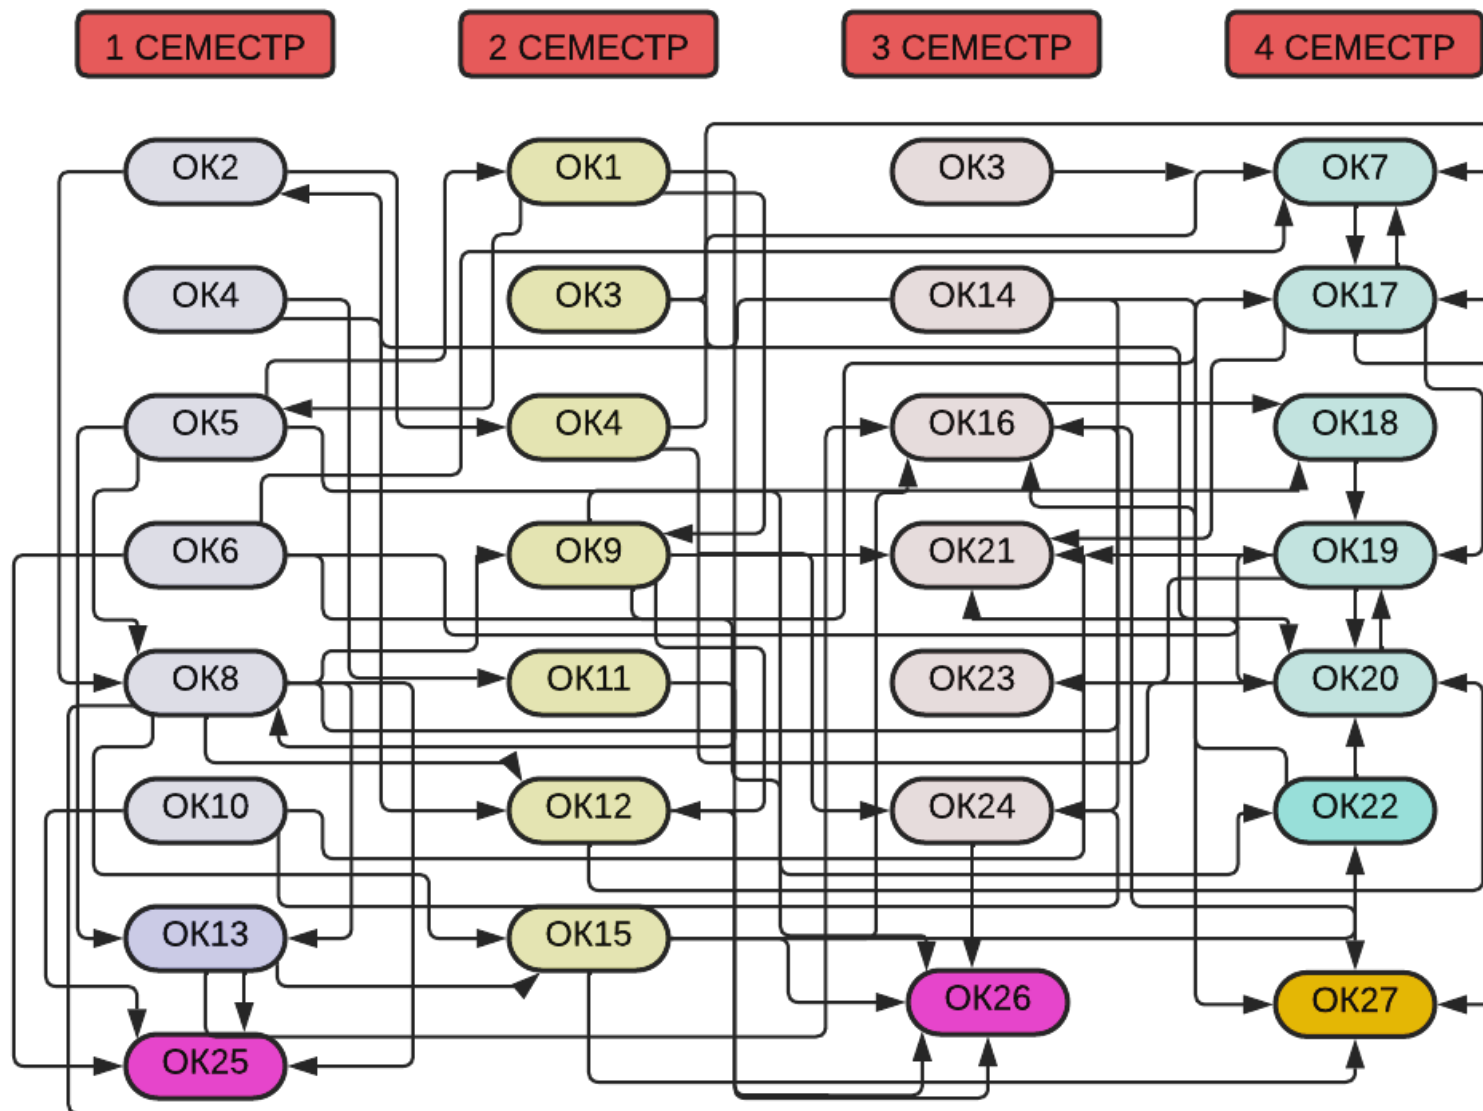 1 СЕМЕСТР 2 СЕМЕСТР 3 СЕМЕСТР 4 СЕМЕСТР
ОК2 ОК1 ОК3 ОК7
ОК4 ОК3 ОК14 ОК17
ОК5 ОК4 ОК16 ОК18
ОК6 ОК9 ОК21 ОК19
ОК8 ОК11 ОК23 ОК20
ОК10 ОК12 ОК24 ОК22
ОК13 ОК15
ОК26 ОК27
ОК25